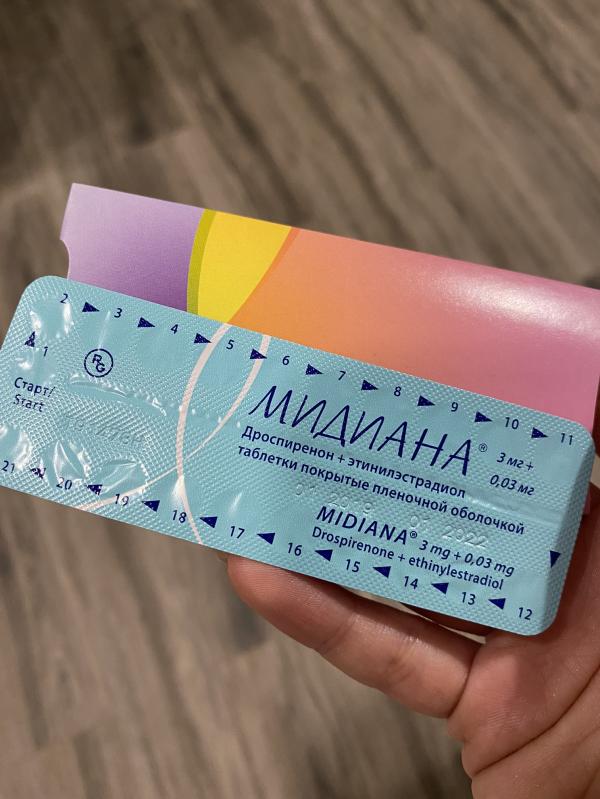 2 3 4 5 6 7 8 9 10 11
1
RG
Старт/
Start
МИДИАНА® 3 мг +
0,03 мг
Дроспиренон + этинилэстрадиол
таблетки покрытые пленочной оболочкой
MIDIANA® 3 mg + 0,03 mg
Drospirenone + ethinylestradiol
21 20 19 18 17 16 15 14 13 12